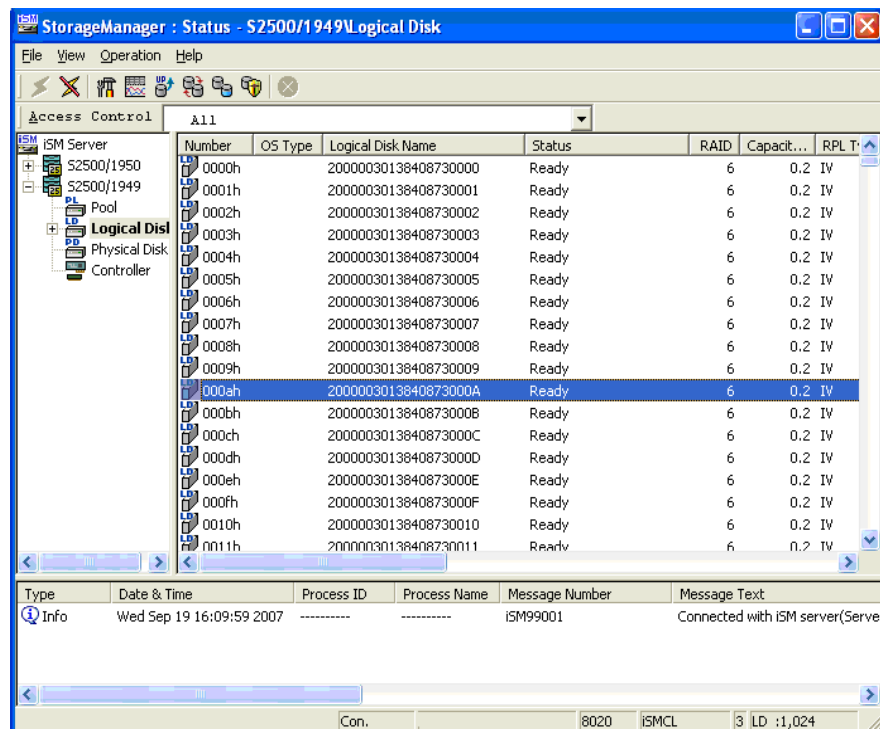 StorageManager : Status - S2500/1949\Logical Disk
File View Operation Help
Access Control All
iSM Server
S2500/1950
S2500/1949
Pool
Logical Disl
Physical Disk
Controller
Number OS Type Logical Disk Name Status RAID Capacit... RPL T
0000h 20000030138408730000 Ready 6 0.2 IV
0001h 20000030138408730001 Ready 6 0.2 IV
0002h 20000030138408730002 Ready 6 0.2 IV
0003h 20000030138408730003 Ready 6 0.2 IV
0004h 20000030138408730004 Ready 6 0.2 IV
0005h 20000030138408730005 Ready 6 0.2 IV
0006h 20000030138408730006 Ready 6 0.2 IV
0007h 20000030138408730007 Ready 6 0.2 IV
0008h 20000030138408730008 Ready 6 0.2 IV
0009h 20000030138408730009 Ready 6 0.2 IV
000ah 2000003013840873000A Ready 6 0.2 IV
000bh 2000003013840873000B Ready 6 0.2 IV
000ch 2000003013840873000C Ready 6 0.2 IV
000dh 2000003013840873000D Ready 6 0.2 IV
000eh 2000003013840873000E Ready 6 0.2 IV
000fh 2000003013840873000F Ready 6 0.2 IV
0010h 20000030138408730010 Ready 6 0.2 IV
0011h 20000030138408730011 Ready 6 0.2 IV
Type Date & Time Process ID Process Name Message Number Message Text
Info Wed Sep 19 16:09:59 2007 ---------- ---------- iSM99001 Connected with iSM server(Serve
Con. . 8020 iSMCL 3 LD :1,024